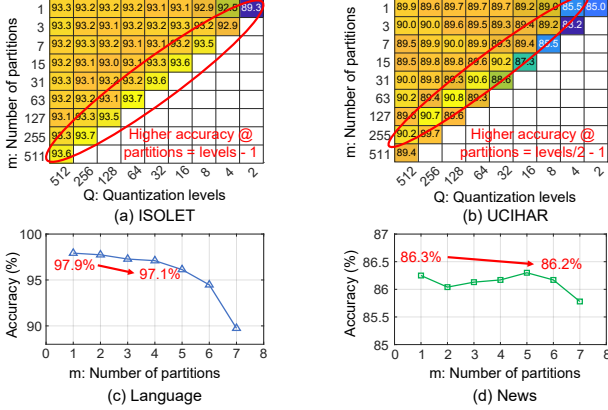 1 93.3 93.2 93.3 93.2 93.1 93.1 92.9 89.3
3 93.3 93.2 93.3 93.2 93.1 93.2 92.9
7 93.2 93.2 93.2 93.1 93.2 93.5
15 93.2 93.1 93.0 93.1 93.3 93.6
31 93.3 93.1 93.2 93.2 93.6
63 93.2 93.2 93.1 93.7
127 93.1 93.3 93.5
255 93.3 93.7
511 93.6
m: Number of partitions
Higher accuracy @
partitions = levels - 1
512 256 128 64 32 16 8 4 2
Q: Quantization levels
(a) ISOLET
1 89.9 89.6 89.6 89.7 89.7 89.2 89.0 85.5 85.0
3 90.0 90.0 89.6 89.5 89.3 89.2 83.2
7 89.5 89.9 90.0 89.9 89.3 89.4 85.5
15 90.0 89.8 89.9 89.3 90.2 87.3
31 90.0 89.8 89.3 90.6 88.6
63 90.2 89.4 90.8 89.3
127 89.6 90.7 89.6
255 90.2 89.7
511 89.4
m: Number of partitions
Higher accuracy @
partitions = levels/2 - 1
512 256 128 64 32 16 8 4 2
Q: Quantization levels
(b) UCIHAR
100
95
90
Accuracy (%)
97.9%
97.1%
0 1 2 3 4 5 6 7 8
m: Number of partitions
(c) Language
87
86.5
86
85.5
85
Accuracy (%)
86.3%
86.2%
0 1 2 3 4 5 6 7 8
m: Number of partitions
(d) News